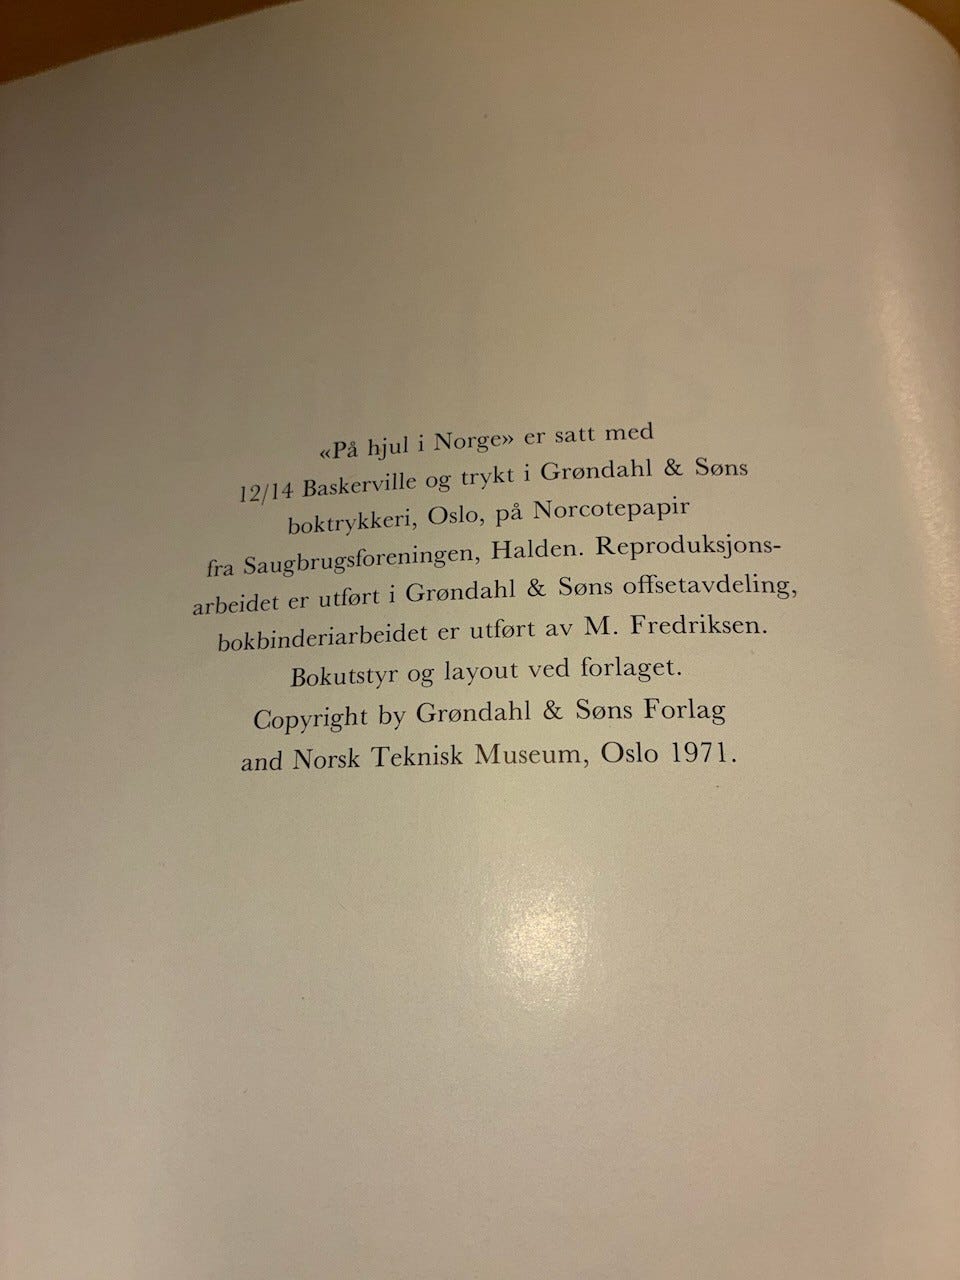 «På hjul i Norge» er satt med
12/14 Baskerville og trykt i Grøndahl & Søns
boktrykkeri, Oslo, på Norcotepapir
fra Saugbrugsforeningen, Halden. Reproduksjons-
arbeidet er utført i Grøndahl & Søns offsetavdeling,
bokbinderiarbeidet er utført av M. Fredriksen.
Bokutstyr og layout ved forlaget.
Copyright by Grøndahl & Søns Forlag
and Norsk Teknisk Museum, Oslo 1971.